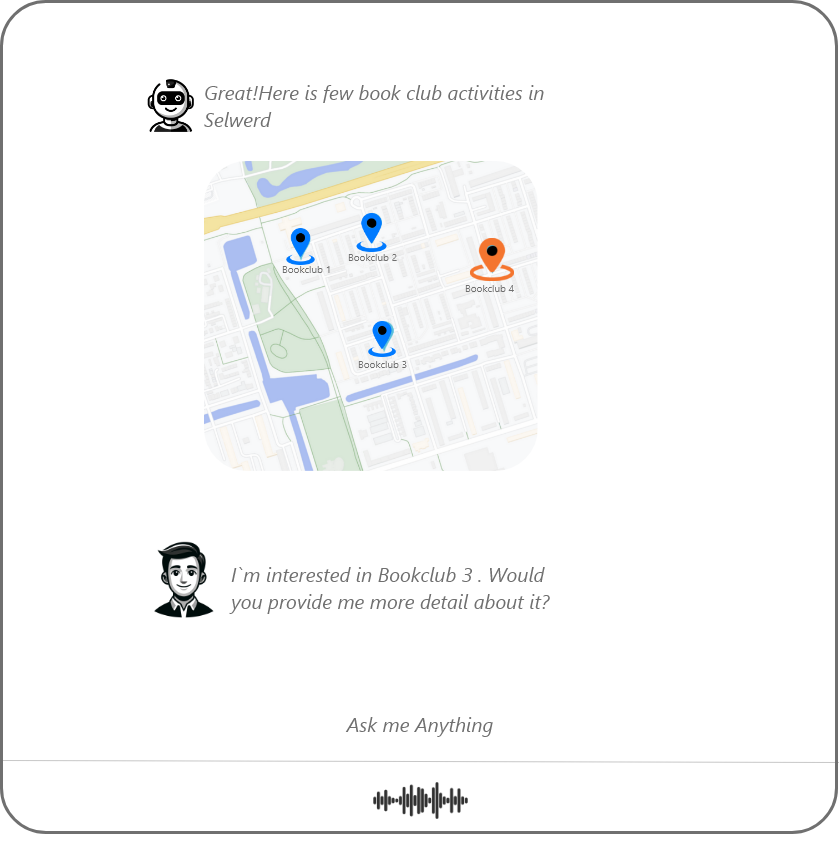 Great!Here is few book club activities in
Selwerd
Bookclub 1
Bookclub 2
Bookclub 4
Bookclub 3
I`m interested in Bookclub 3 . Would
you provide me more detail about it?
Ask me Anything